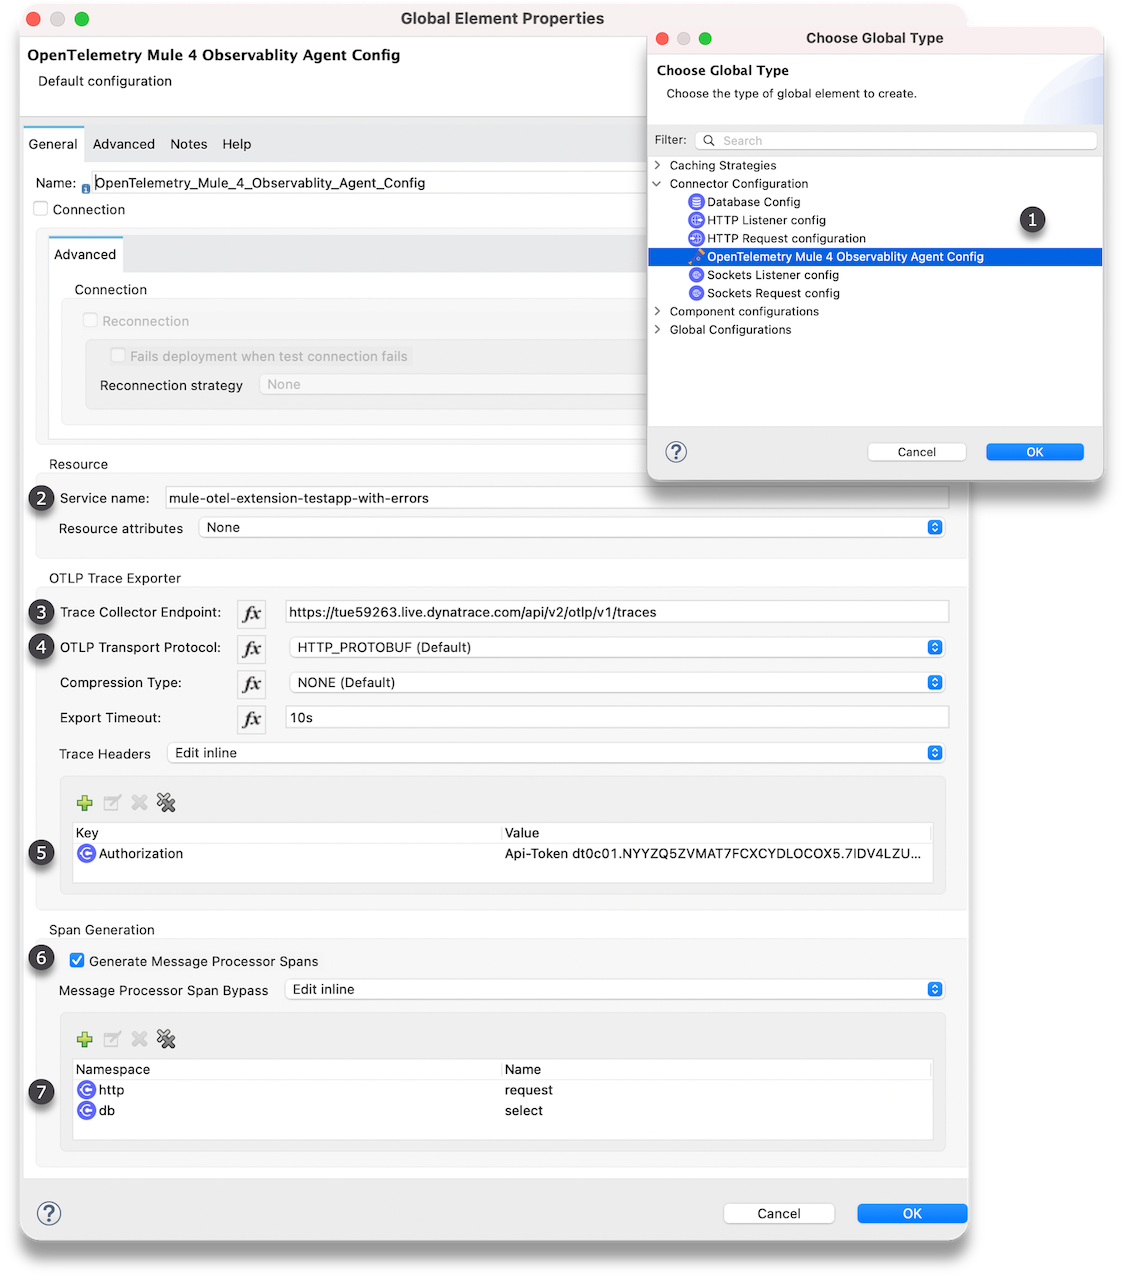 Global Element Properties
OpenTelemetry Mule 4 Observablity Agent Config
Default configuration
General Advanced Notes Help
Name: OpenTelemetry_Mule_4_Observablity_Agent_Config
Connection
Advanced
Connection
Reconnection
Fails deployment when test connection fails
Reconnection strategy None
Choose Global Type
Choose Global Type
Choose the type of global element to create.
Filter: Search
Caching Strategies
Connector Configuration
Database Config
HTTP Listener config
1
HTTP Request configuration
OpenTelemetry Mule 4 Observablity Agent Config
Sockets Listener config
Sockets Request config
Component configurations
Global Configurations
? Cancel OK
Resource
2 Service name: mule-otel-extension-testapp-with-errors
Resource attributes None
OTLP Trace Exporter
3 Trace Collector Endpoint: fx https://tue59263.live.dynatrace.com/api/v2/otlp/v1/traces
4 OTLP Transport Protocol: fx HTTP_PROTOBUF (Default)
Compression Type: fx NONE (Default)
Export Timeout: fx 10s
Trace Headers Edit inline
Key Value
5 Authorization Api-Token dt0c01.NYYZQ5ZVMAT7FCXCYDLOCOX5.7IDV4LZU...
Span Generation
6 Generate Message Processor Spans
Message Processor Span Bypass Edit inline
Namespace Name
7 http request
db select
? Cancel OK